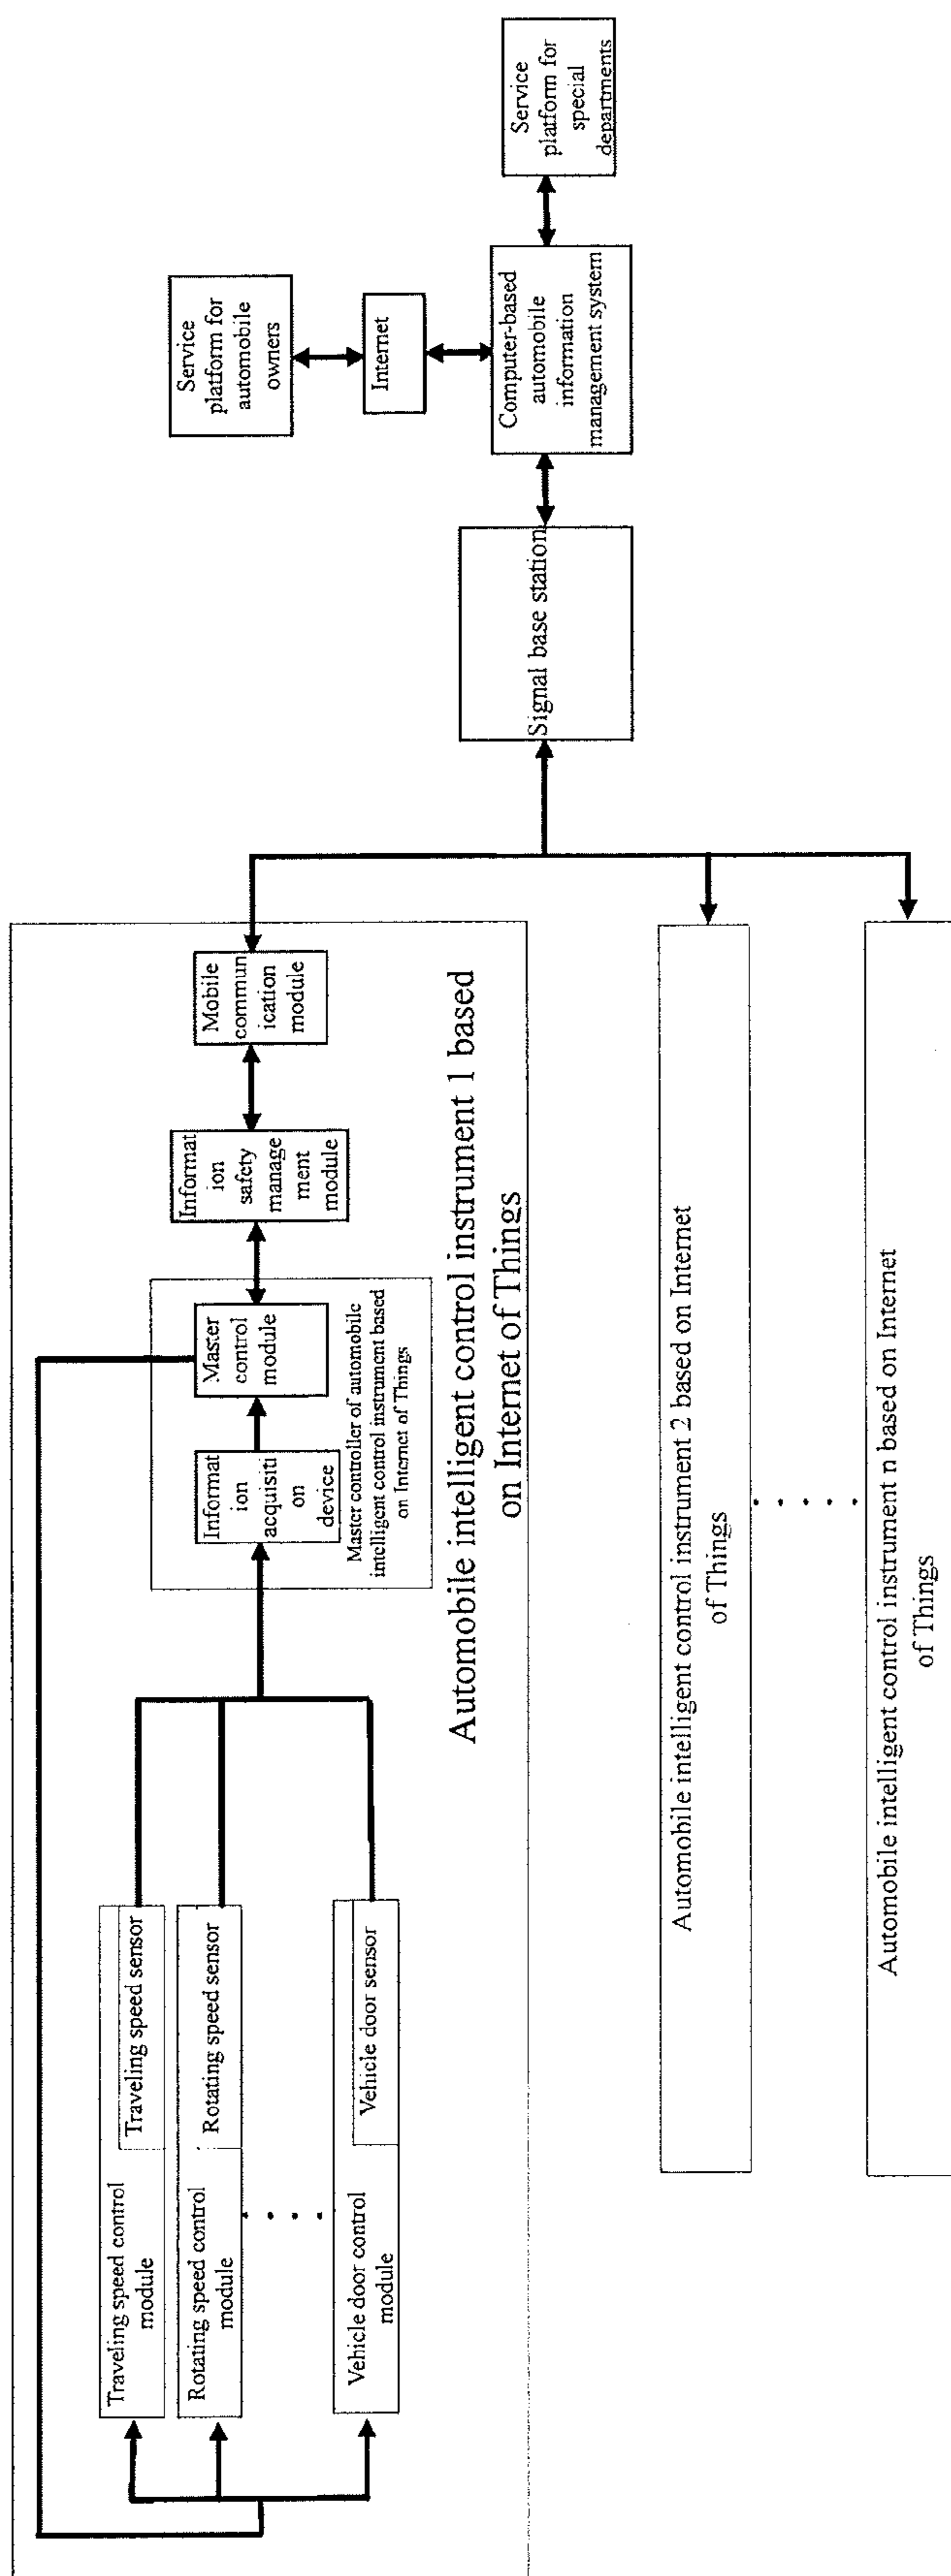 Traveling speed control
module
Traveling speed sensor
Rotating speed control
module
Rotating speed sensor
Vehicle door control
module
Vehicle door sensor
Informat
ion
acquisiti
on
device
Master
control
module
Master controller of automobile
intelligent control instrument based
on Internet of Things
Informat
ion
safety
manage
ment
module
Mobile
commun
ication
module
Automobile intelligent control instrument 1 based
on Internet of Things
Automobile intelligent control instrument 2 based on Internet
of Things
Automobile intelligent control instrument n based on Internet
of Things
Signal base station
Service
platform for
automobile
owners
Internet
Computer-based
automobile
information
management system
Service
platform for
special
departments